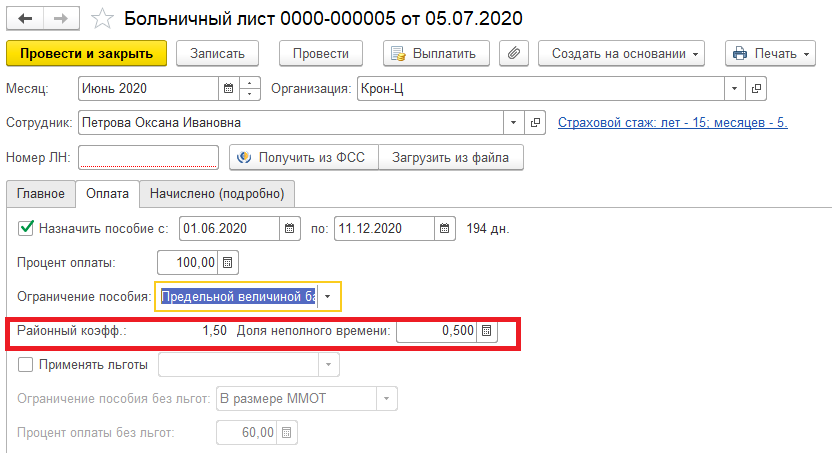 Больничный лист 0000-000005 от 05.07.2020
Провести и закрыть Записать Провести Выплатить Создать на основании Печать
Месяц: Июнь 2020 Организация: Крон-Ц
Сотрудник: Петрова Оксана Ивановна Страховой стаж: лет - 15; месяцев - 5.
Номер ЛН: Получить из ФСС Загрузить из файла
Главное Оплата Начислено (подробно)
Назначить пособие с: 01.06.2020 по: 11.12.2020 194 дн.
Процент оплаты: 100,00
Ограничение пособия: Предельной величиной ба
Районный коэфф.: 1,50 Доля неполного времени: 0,500
Применять льготы
Ограничение пособия без льгот: В размере ММОТ
Процент оплаты без льгот: 60,00